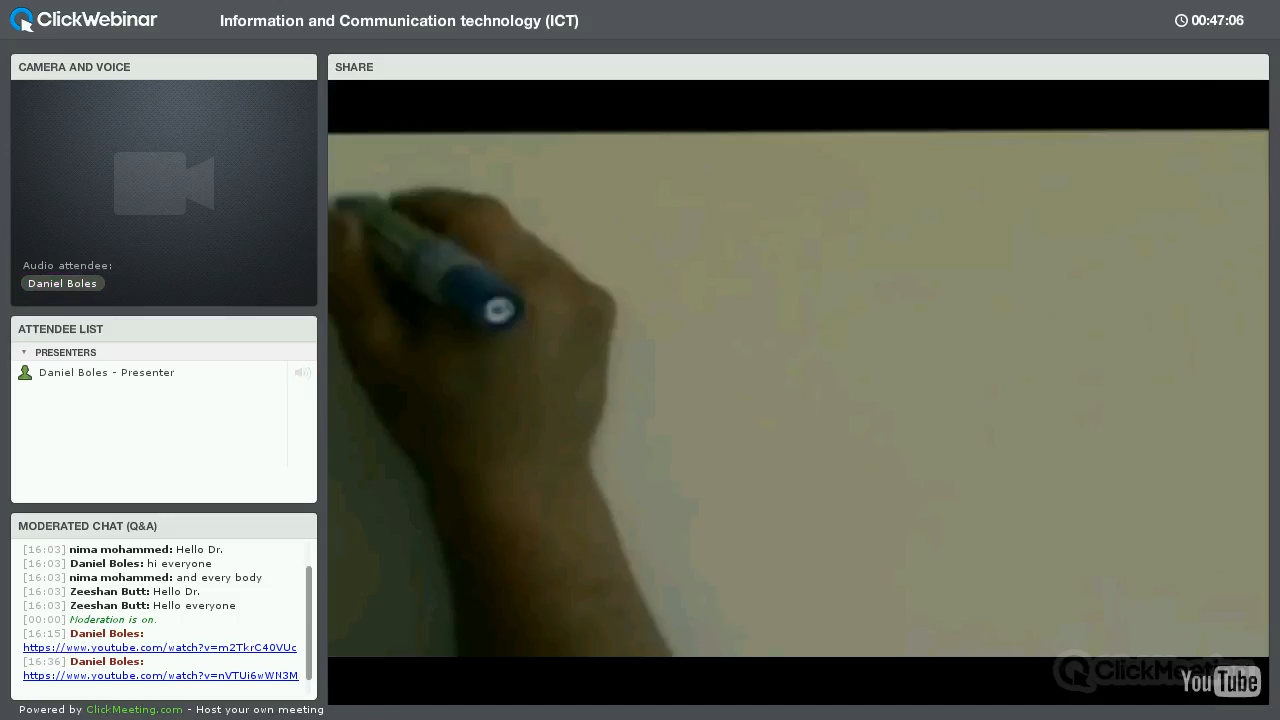 ClickWebinar
Information and Communication technology (ICT)
00:47:06
CAMERA AND VOICE
Audio attendee:
Daniel Boles
ATTENDEE LIST
PRESENTERS
Daniel Boles - Presenter
MODERATED CHAT (Q&A)
[16:03] nima mohammed: Hello Dr.
[16:03] Daniel Boles: hi everyone
[16:03] nima mohammed: and every body
[16:03] Zeeshan Butt: Hello Dr.
[16:03] Zeeshan Butt: Hello everyone
[00:00] Moderation is on.
[16:15] Daniel Boles:
https://www.youtube.com/watch?v=m2TkrC40VUc
[16:36] Daniel Boles:
https://www.youtube.com/watch?v=nVTUi6wWN3M
Powered by ClickMeeting.com - Host your own meeting
SHARE
ClickMeeting
YouTube